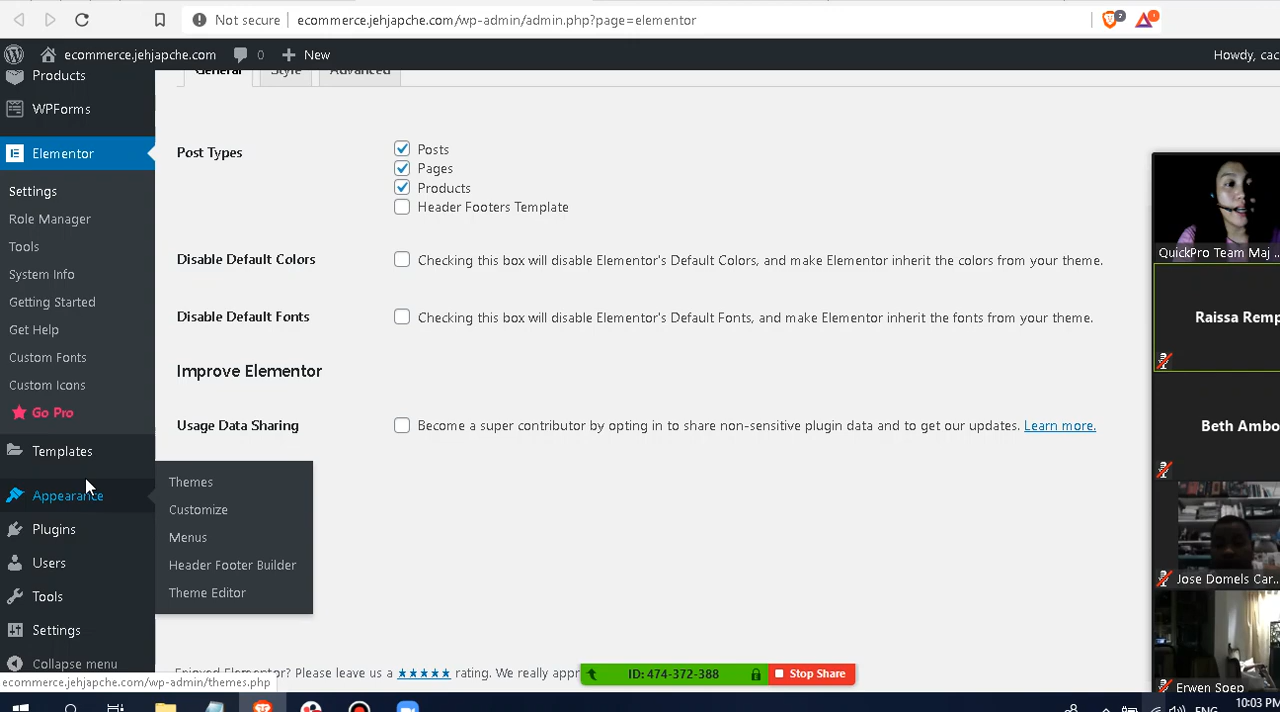 Not secure ecommerce.jehjapche.com/wp-admin/admin.php?page=elementor
2
1
ecommerce.jehjapche.com 0 New Howdy, cac
Products
WPForms
Elementor
Settings
Role Manager
Tools
System Info
Getting Started
Get Help
Custom Fonts
Custom Icons
Go Pro
Templates
Appearance
Plugins
Users
Tools
Settings
Collapse menu
Themes
Customize
Menus
Header Footer Builder
Theme Editor
General Style Advanced
Post Types
Posts
Pages
Products
Header Footers Template
Disable Default Colors Checking this box will disable Elementor's Default Colors, and make Elementor inherit the colors from your theme.
Disable Default Fonts Checking this box will disable Elementor's Default Fonts, and make Elementor inherit the fonts from your theme.
Improve Elementor
Usage Data Sharing Become a super contributor by opting in to share non-sensitive plugin data and to get our updates. Learn more.
Enjoyed Elementor? Please leave us a ★★★★★ rating. We really appr
ID: 474-372-388 Stop Share
ecommerce.jehjapche.com/wp-admin/themes.php
QuickPro Team Maj ...
Raissa Remp
Beth Ambo
Jose Domels Car...
Erwen Soep
ENG 10:03 PM